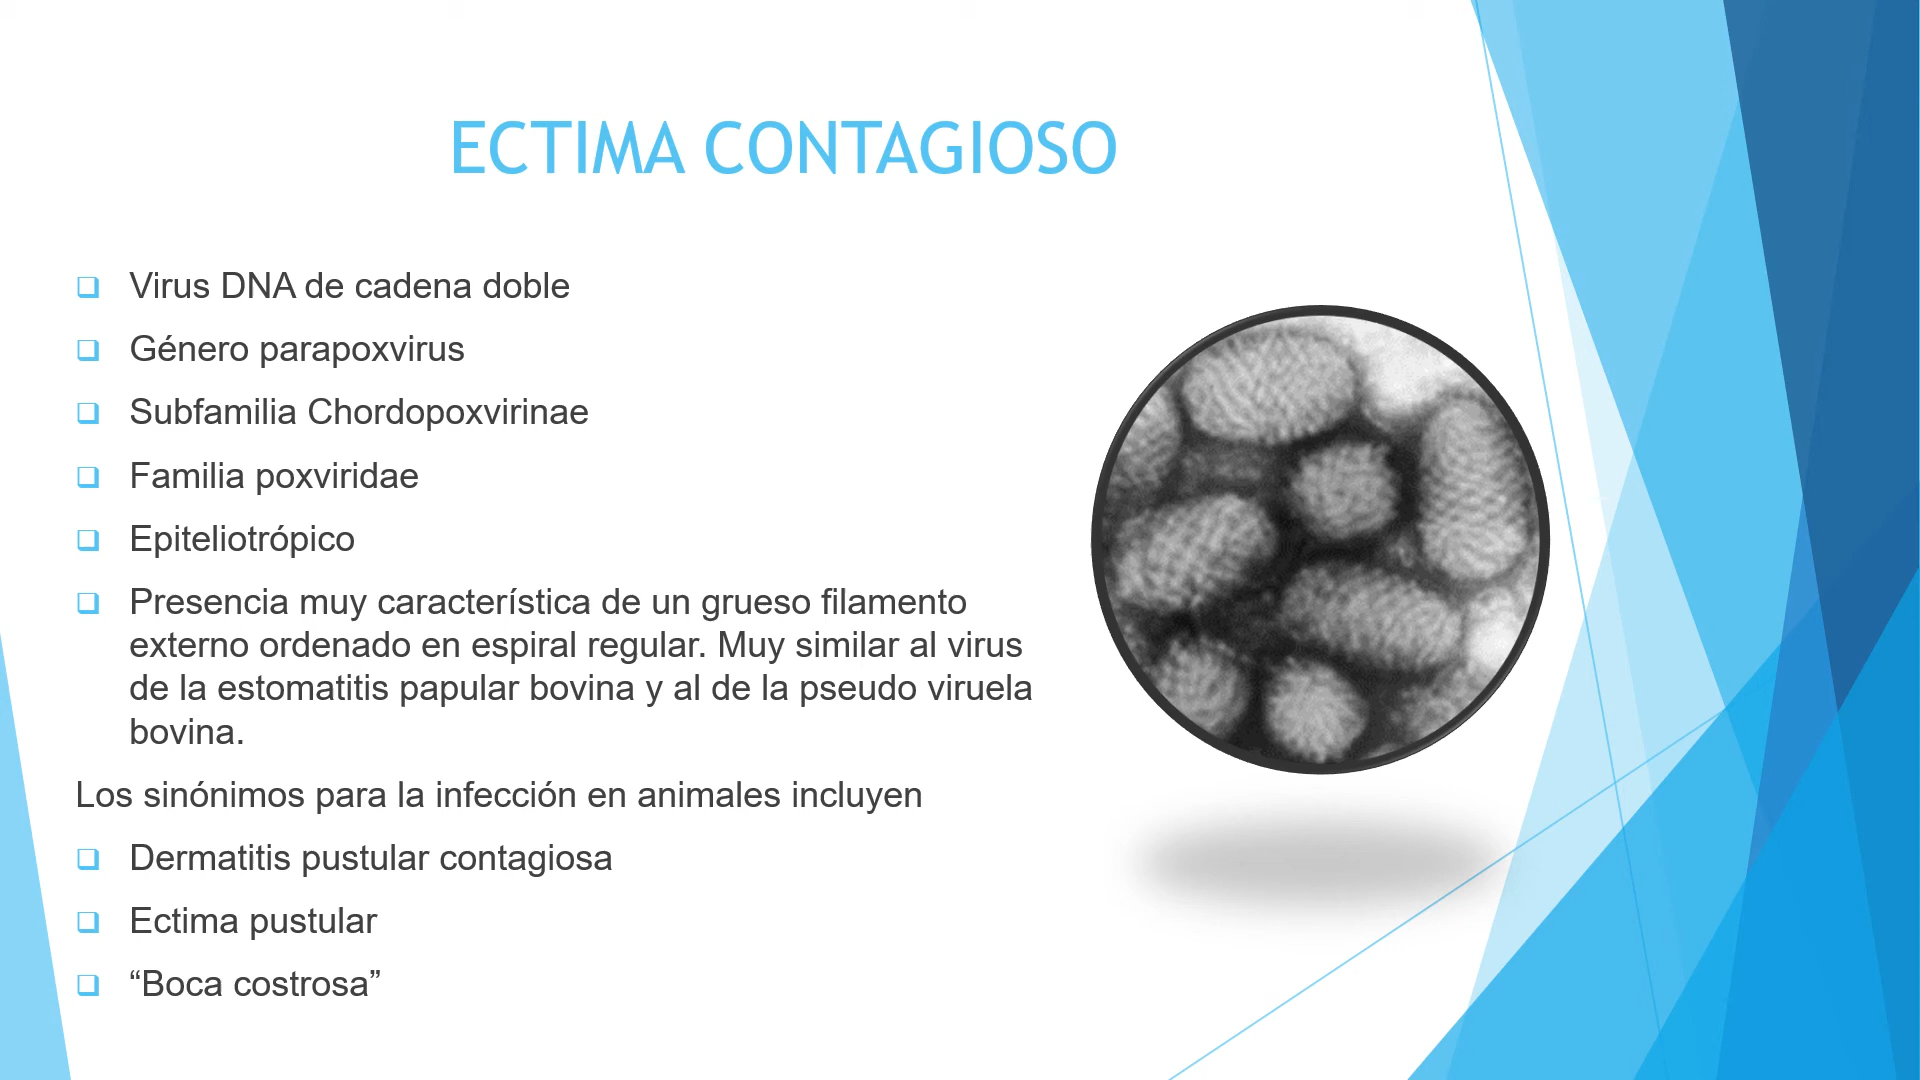 ECTIMA CONTAGIOSO
Virus DNA de cadena doble
Género parapoxvirus
Subfamilia Chordopoxvirinae
Familia poxviridae
Epiteliotrópico
Presencia muy característica de un grueso filamento
externo ordenado en espiral regular. Muy similar al virus
de la estomatitis papular bovina y al de la pseudo viruela
bovina.
Los sinónimos para la infección en animales incluyen
Dermatitis pustular contagiosa
Ectima pustular
“Boca costrosa”